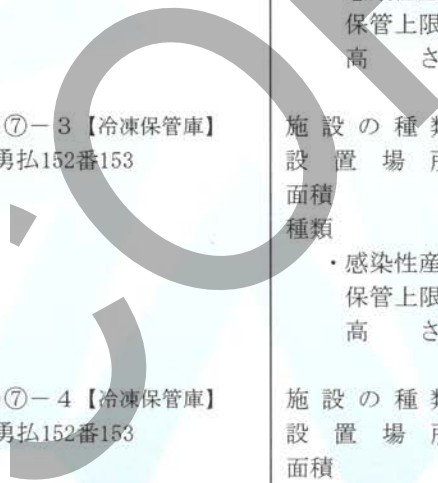 保管上限
高 さ
⑦－3【冷凍保管庫】
勇払152番153
施設の種類
設置場所
面積
種類
・感染性産
保管上限
高 さ
⑦－4【冷凍保管庫】
勇払152番153
施設の種類
設置場所
面積